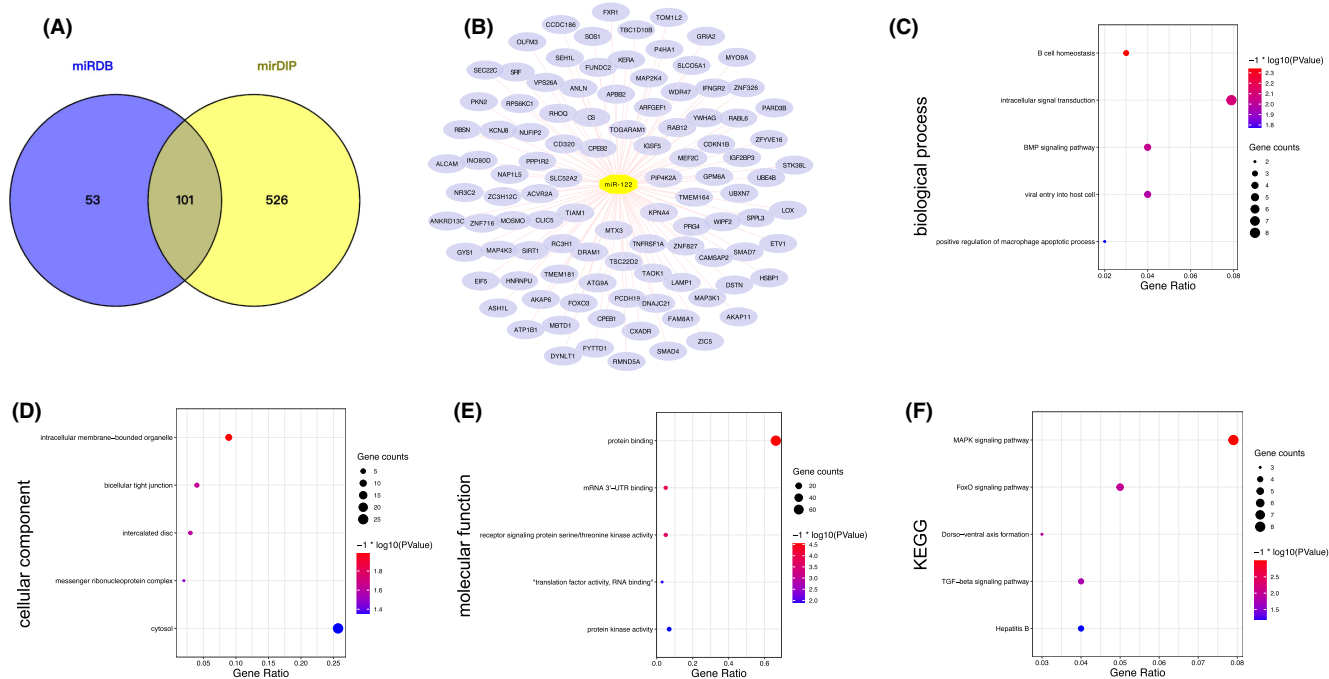 (A)
miRDB
mirDIP
53
101
526
(B)
FXR1
TOM1L2
CCDC186
SOS1
TBC1D10B
GRIA2
OLFM3
P4HA1
SEH1L
KERA
MYO9A
FUNDC2
SLCO5A1
SEC22C
SRF
MAP2K4
VPS26A
ANLN
IFNGR2
ZNF326
APBB2
WDR47
PKN2
RPS6KC1
ARFGEF1
PARD3B
RHOQ
CS
YWHAG
RABL6
RBSN
KCNJ8
NUFIP2
TOGARAM1
RAB12
ZFYVE16
CD320
CPEB2
IGSF5
CDKN1B
ALCAM
INO80D
PPP1R2
MEF2C
IGF2BP3
STK38L
NAP1L5
SLC52A2
miR-122
PIP4K2A
GPM6A
UBE4B
NR3C2
ZC3H12C
ACVR2A
TMEM164
UBXN7
ANKRD13C
ZNF716
MOSMO
CLIC5
TIAM1
KPNA4
WIPF2
SPPL3
LOX
MTX3
PRG4
GYS1
MAP4K3
SIRT1
RC3H1
DRAM1
TNFRSF1A
ZNF827
SMAD7
ETV1
TSC22D2
CAMSAP2
EIF5
HNRNPU
TMEM181
ATG9A
TAOK1
LAMP1
DSTN
HSBP1
ASH1L
AKAP6
FOXO3
PCDH19
DNAJC21
MAP3K1
ATP1B1
MBTD1
CPEB1
CXADR
FAM8A1
AKAP11
DYNLT1
FYTTD1
RMND5A
SMAD4
ZIC5
(C)
biological process
B cell homeostasis
intracellular signal transduction
BMP signaling pathway
viral entry into host cell
positive regulation of macrophage apoptotic process
0.02 0.04 0.06 0.08
Gene Ratio
−1 * log10(PValue)
2.3
2.2
2.1
2.0
1.9
1.8
Gene counts
2
3
4
5
6
7
8
(D)
cellular component
intracellular membrane−bounded organelle
bicellular tight junction
intercalated disc
messenger ribonucleoprotein complex
cytosol
0.05 0.10 0.15 0.20 0.25
Gene Ratio
Gene counts
5
10
15
20
25
−1 * log10(PValue)
1.8
1.6
1.4
(E)
molecular function
protein binding
mRNA 3'−UTR binding
receptor signaling protein serine/threonine kinase activity
"translation factor activity, RNA binding"
protein kinase activity
0.0 0.2 0.4 0.6
Gene Ratio
Gene counts
20
40
60
−1 * log10(PValue)
4.5
4.0
3.5
3.0
2.5
2.0
(F)
KEGG
MAPK signaling pathway
FoxO signaling pathway
Dorso−ventral axis formation
TGF−beta signaling pathway
Hepatitis B
0.03 0.04 0.05 0.06 0.07 0.08
Gene Ratio
Gene counts
3
4
5
6
7
8
−1 * log10(PValue)
2.5
2.0
1.5